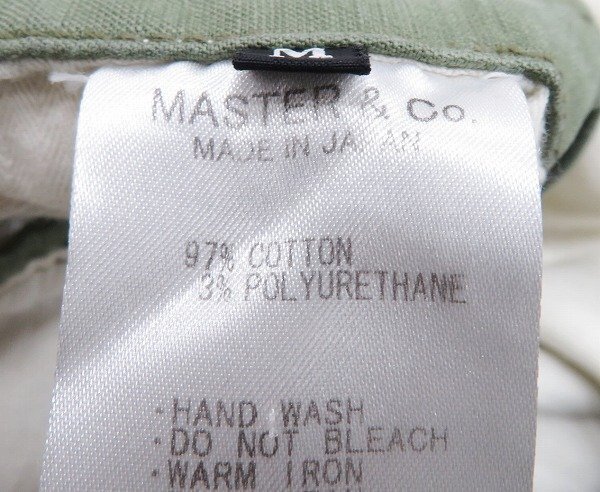 M
MASTER & Co.
MADE IN JAPAN
97% COTTON
3% POLYURETHANE
・HAND WASH
・DO NOT BLEACH
・WARM IRON